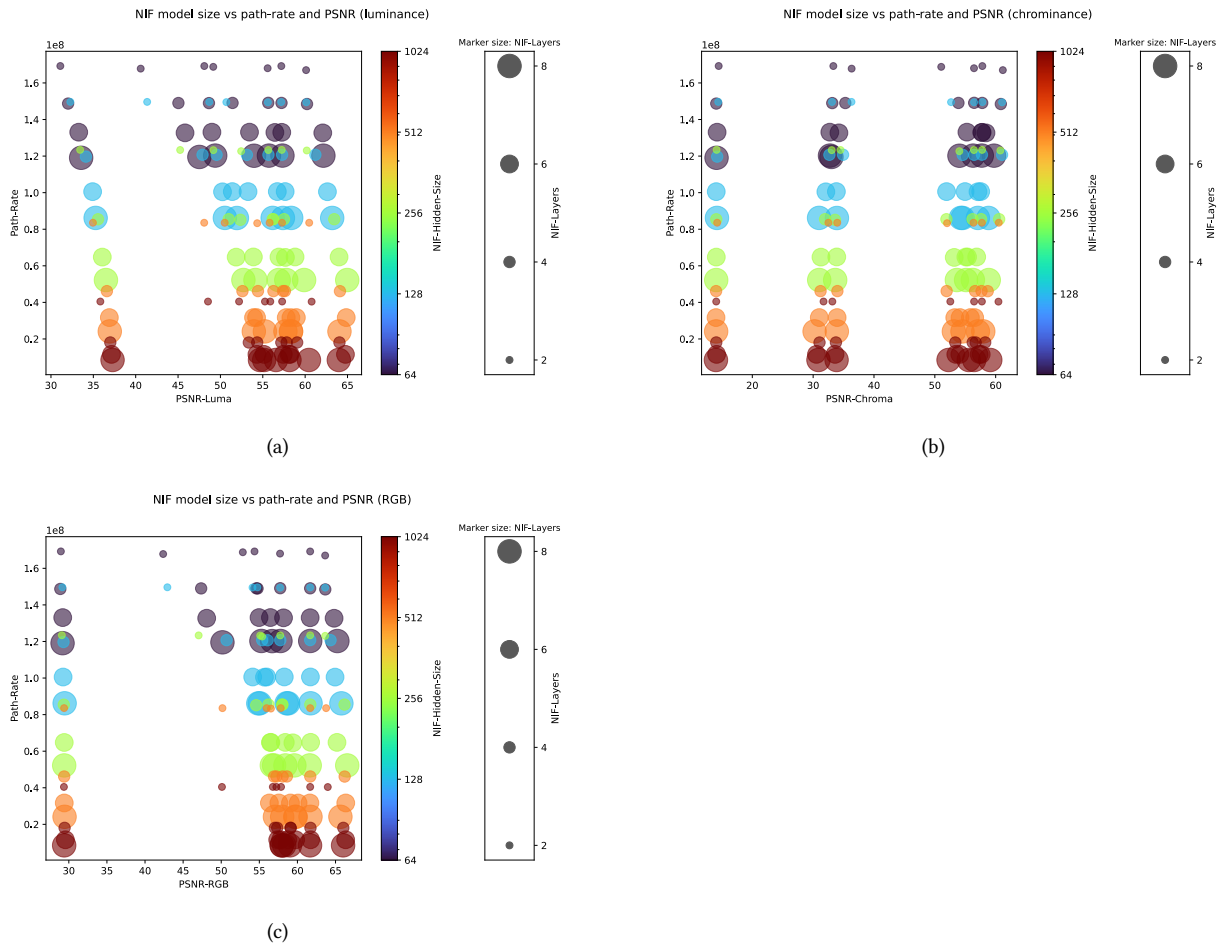 NIF model size vs path-rate and PSNR (luminance)
1e8
Path-Rate
1.6
1.4
1.2
1.0
0.8
0.6
0.4
0.2
30 35 40 45 50 55 60 65
PSNR-Luma
1024
512
256
128
64
NIF-Hidden-Size
Marker size: NIF-Layers
8
6
4
2
NIF-Layers
(a)
NIF model size vs path-rate and PSNR (chrominance)
1e8
Path-Rate
1.6
1.4
1.2
1.0
0.8
0.6
0.4
0.2
20 30 40 50 60
PSNR-Chroma
1024
512
256
128
64
NIF-Hidden-Size
Marker size: NIF-Layers
8
6
4
2
NIF-Layers
(b)
NIF model size vs path-rate and PSNR (RGB)
1e8
Path-Rate
1.6
1.4
1.2
1.0
0.8
0.6
0.4
0.2
30 35 40 45 50 55 60 65
PSNR-RGB
1024
512
256
128
64
NIF-Hidden-Size
Marker size: NIF-Layers
8
6
4
2
NIF-Layers
(c)